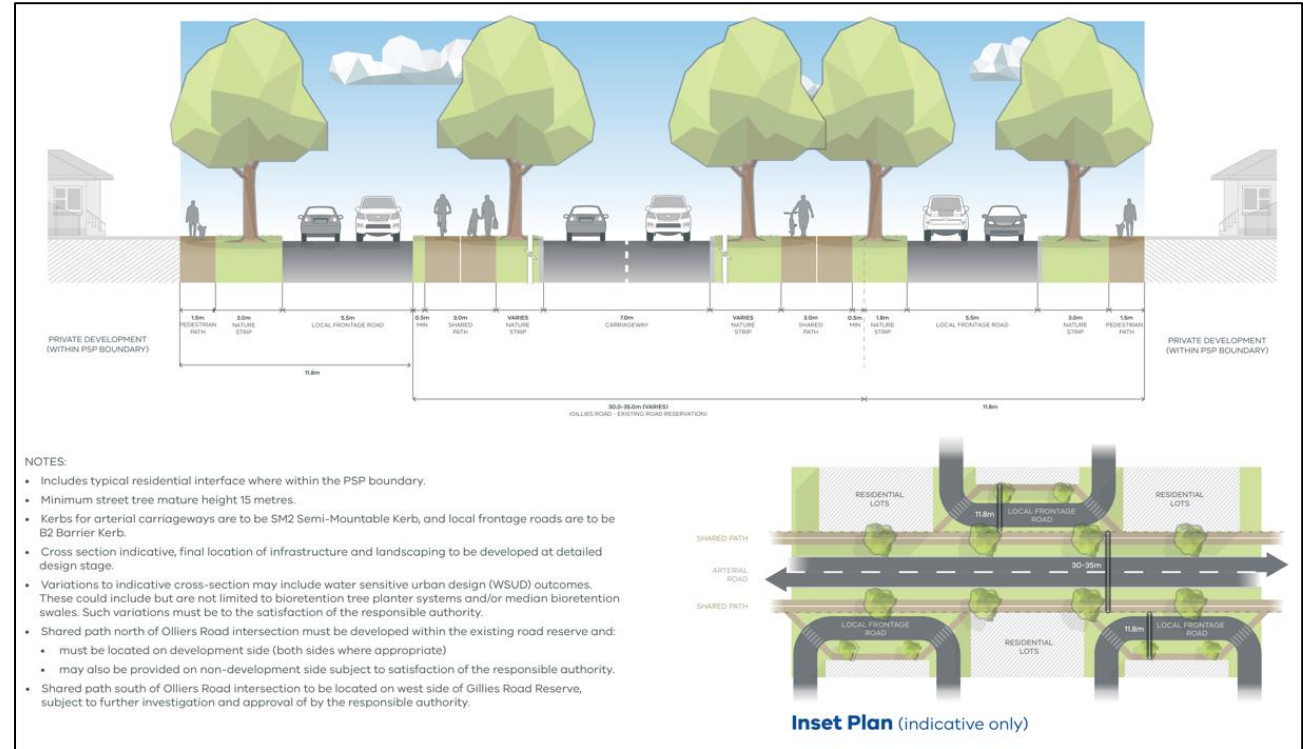 1.5m
PEDESTRIAN
PATH
3.0m
NATURE
STRIP
5.5m
LOCAL FRONTAGE ROAD
0.5m
MIN
3.0m
SHARED
PATH
VARIES
NATURE
STRIP
7.0m
CARRIAGEWAY
VARIES
NATURE
STRIP
3.0m
SHARED
PATH
0.5m
MIN
1.8m
NATURE
STRIP
5.5m
LOCAL FRONTAGE ROAD
3.0m
NATURE
STRIP
1.5m
PEDESTRIAN
PATH
PRIVATE DEVELOPMENT
(WITHIN PSP BOUNDARY)
PRIVATE DEVELOPMENT
(WITHIN PSP BOUNDARY)
11.8m
30.0-35.0m (VARIES)
(GILLIES ROAD - EXISTING ROAD RESERVATION)
11.8m
NOTES:
• Includes typical residential interface where within the PSP boundary.
• Minimum street tree mature height 15 metres.
• Kerbs for arterial carriageways are to be SM2 Semi-Mountable Kerb, and local frontage roads are to be
B2 Barrier Kerb.
• Cross section indicative, final location of infrastructure and landscaping to be developed at detailed
design stage.
• Variations to indicative cross-section may include water sensitive urban design (WSUD) outcomes.
These could include but are not limited to bioretention tree planter systems and/or median bioretention
swales. Such variations must be to the satisfaction of the responsible authority.
• Shared path north of Olliers Road intersection must be developed within the existing road reserve and:
• must be located on development side (both sides where appropriate)
• may also be provided on non-development side subject to satisfaction of the responsible authority.
• Shared path south of Olliers Road intersection to be located on west side of Gillies Road Reserve,
subject to further investigation and approval of by the responsible authority.
RESIDENTIAL
LOTS
11.8m
LOCAL FRONTAGE
ROAD
RESIDENTIAL
LOTS
SHARED PATH
ARTERIAL
ROAD
30-35m
SHARED PATH
LOCAL FRONTAGE
ROAD
RESIDENTIAL
LOTS
11.8m
LOCAL FRONTAGE
ROAD
Inset Plan (indicative only)